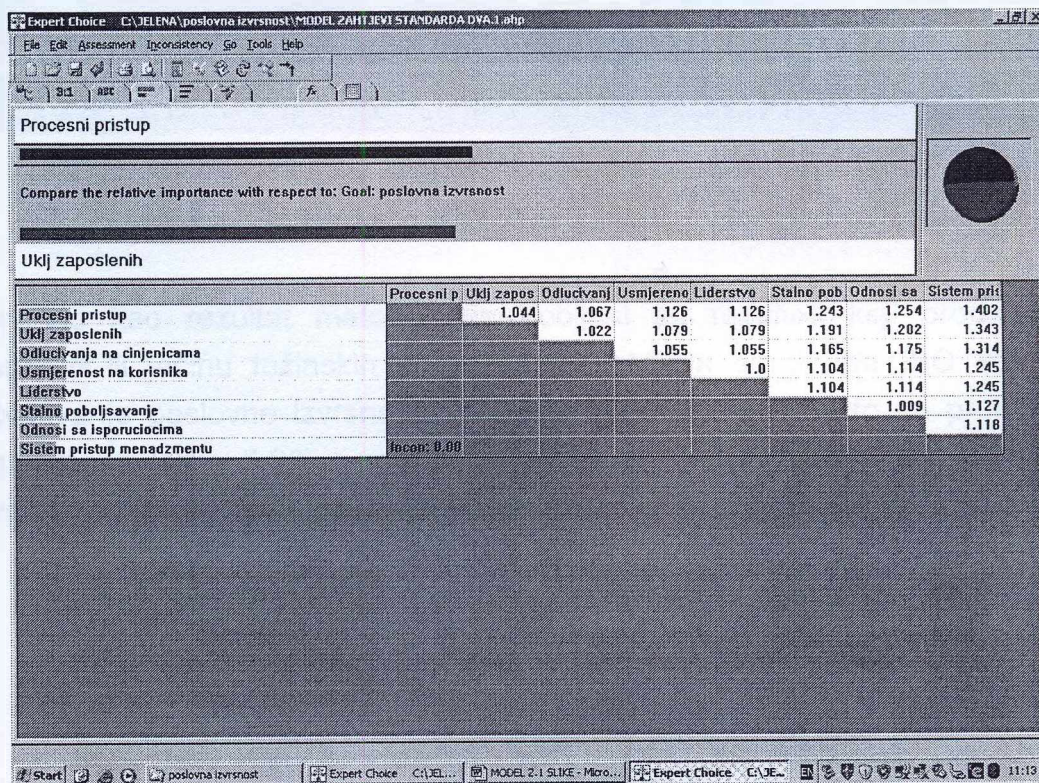 Expert Choice C:\JELENA\poslovna izvrsnost\MODEL ZAHTJEVI STANDARDA DVA.1.ahp
File Edit Assessment Inconsistency Go Tools Help
3:1 ABC
Procesni pristup
Compare the relative importance with respect to: Goal: poslovna izvrsnost
Uklj zaposlenih
Procesni p Uklj zapos Odlucivanj Usmjereno Liderstvo Stalno pob Odnosi sa Sistem pris
Procesni pristup 1.044 1.067 1.126 1.126 1.243 1.254 1.402
Uklj zaposlenih 1.022 1.079 1.079 1.191 1.202 1.343
Odlucivanja na cinjenicama 1.055 1.055 1.165 1.175 1.314
Usmjerenost na korisnika 1.0 1.104 1.114 1.245
Liderstvo 1.104 1.114 1.245
Stalno poboljsavanje 1.009 1.127
Odnosi sa isporuciocima 1.118
Sistem pristup menadzmentu Incon: 0.00
Start poslovna izvrsnost Expert Choice C:\JEL... MODEL 2.1 SLIKE - Micro... Expert Choice C:\JE... EN 11:13